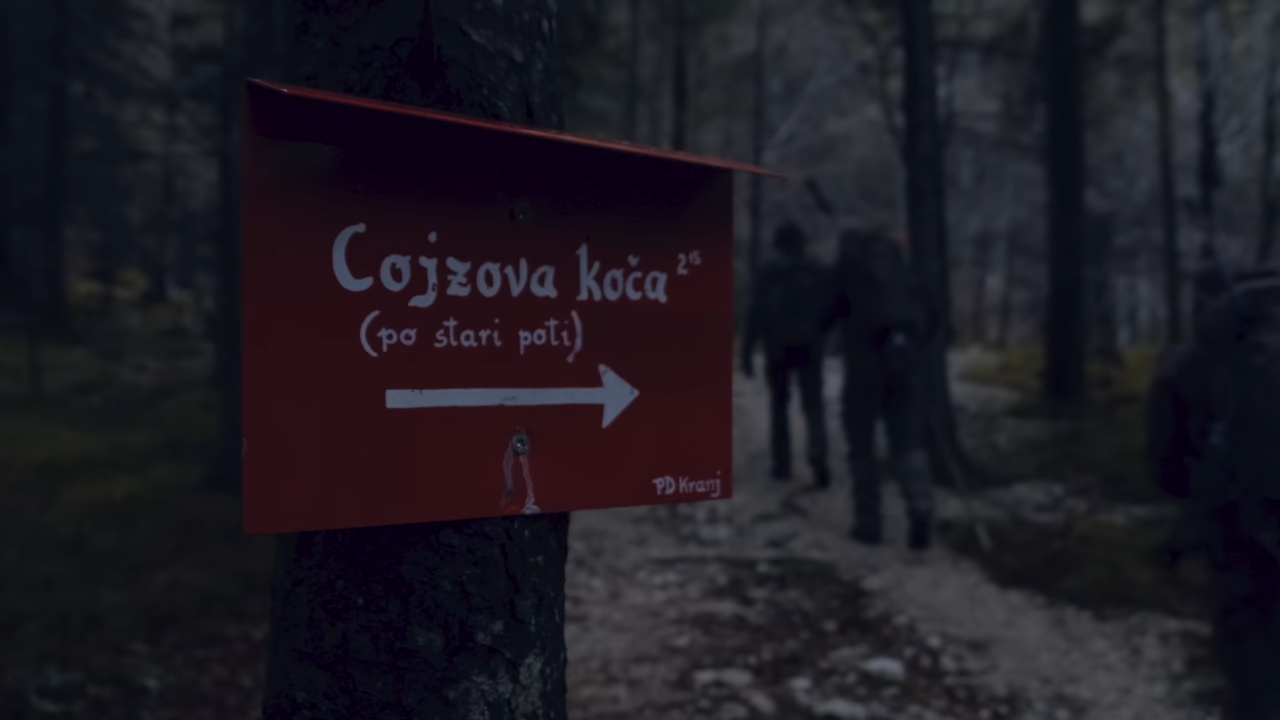 Cojzova koča 2¹⁵
(po stari poti)
PD Kranj